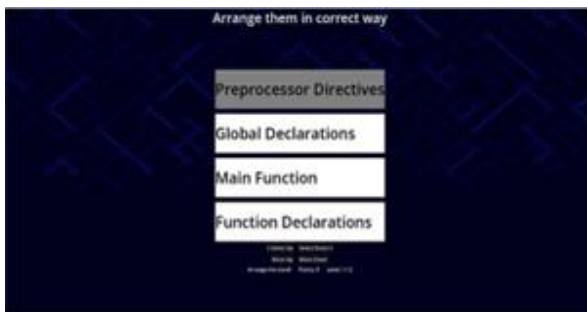 Arrange them in correct way
Preprocessor Directives
Global Declarations
Main Function
Function Declarations